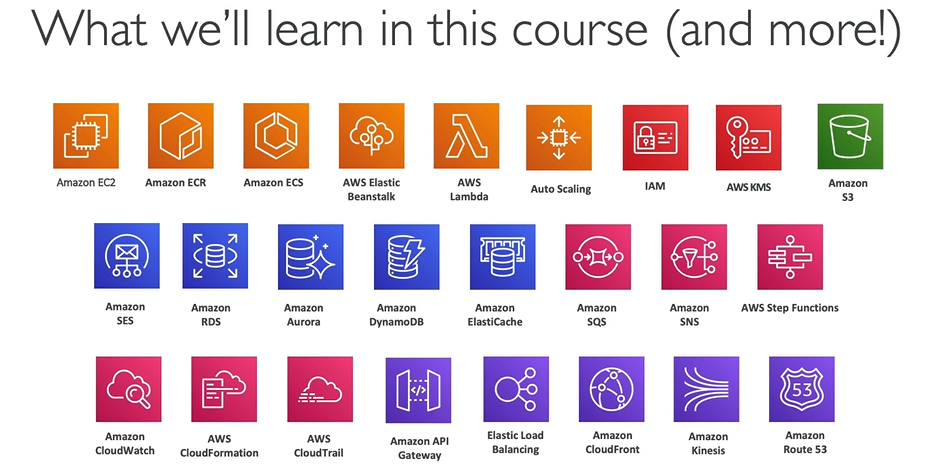 What we'll learn in this course (and more!)
Amazon EC2
Amazon ECR
Amazon ECS
AWS Elastic
Beanstalk
AWS
Lambda
Auto Scaling
IAM
AWS KMS
Amazon
S3
Amazon
SES
Amazon
RDS
Amazon
Aurora
Amazon
DynamoDB
Amazon
ElastiCache
Amazon
SQS
Amazon
SNS
AWS Step Functions
Amazon
CloudWatch
AWS
CloudFormation
AWS
CloudTrail
Amazon API
Gateway
Elastic Load
Balancing
Amazon
CloudFront
Amazon
Kinesis
53
Amazon
Route 53